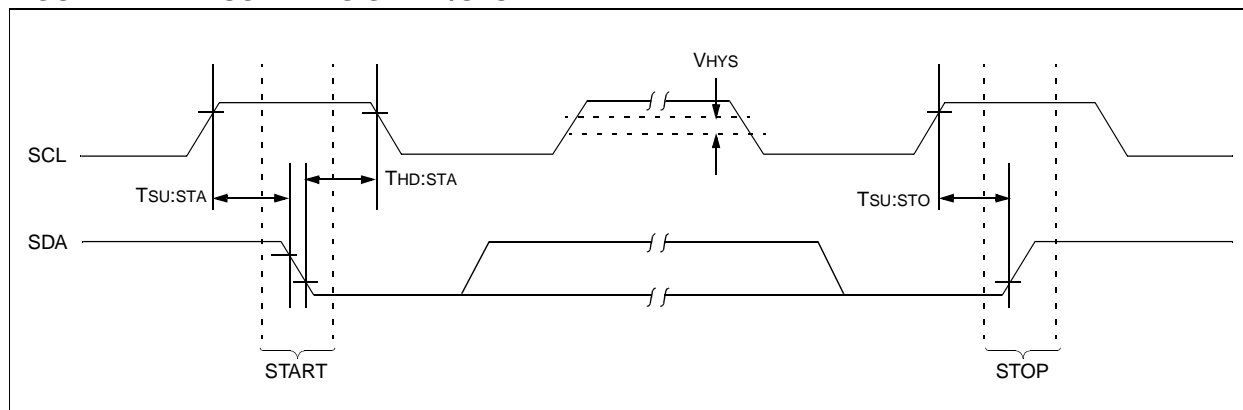 VHYS
SCL
TSU:STA
THD:STA
TSU:STO
SDA
START
STOP